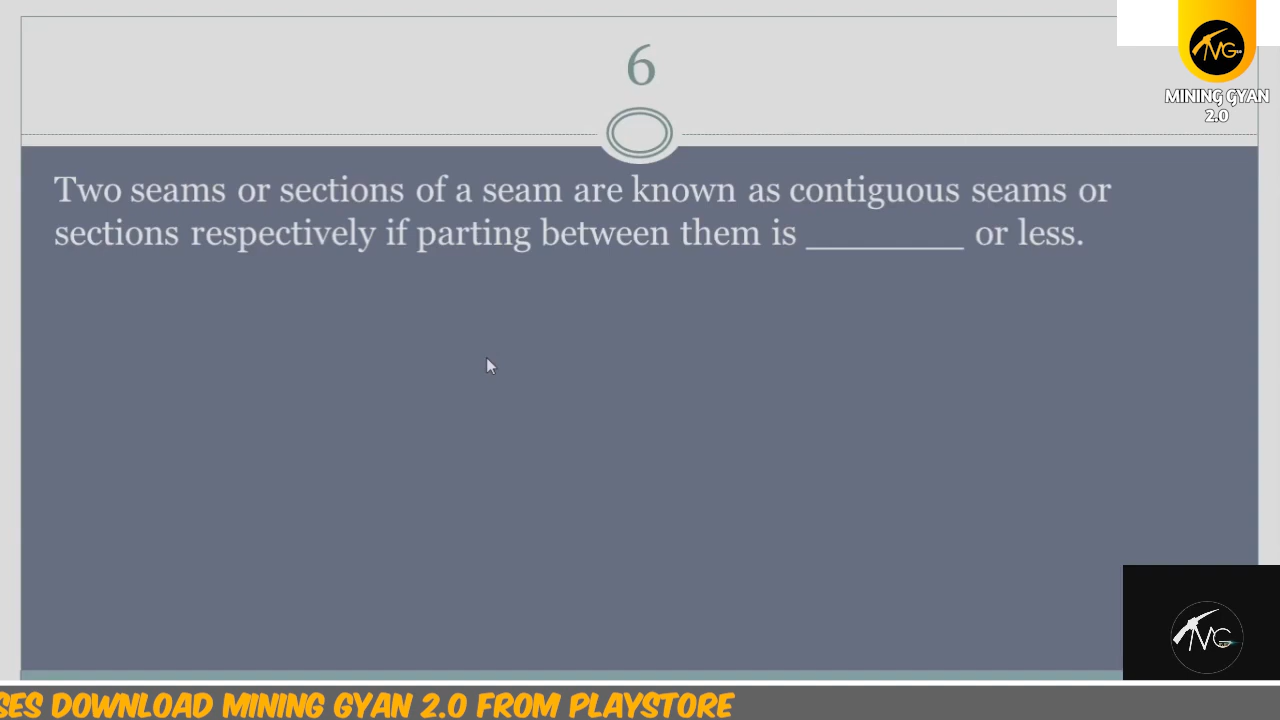 6
MINING GYAN
2.0
Two seams or sections of a seam are known as contiguous seams or
sections respectively if parting between them is ________ or less.
SES DOWNLOAD MINING GYAN 2.0 FROM PLAYSTORE